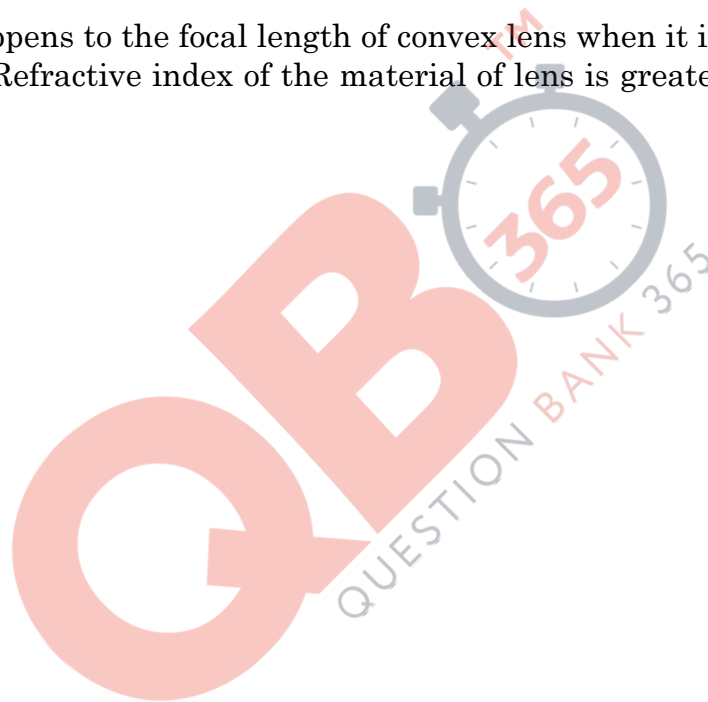 ppens to the focal length of convex lens when it i
Refractive index of the material of lens is greate
TM
365
QB
QUESTION BANK 365